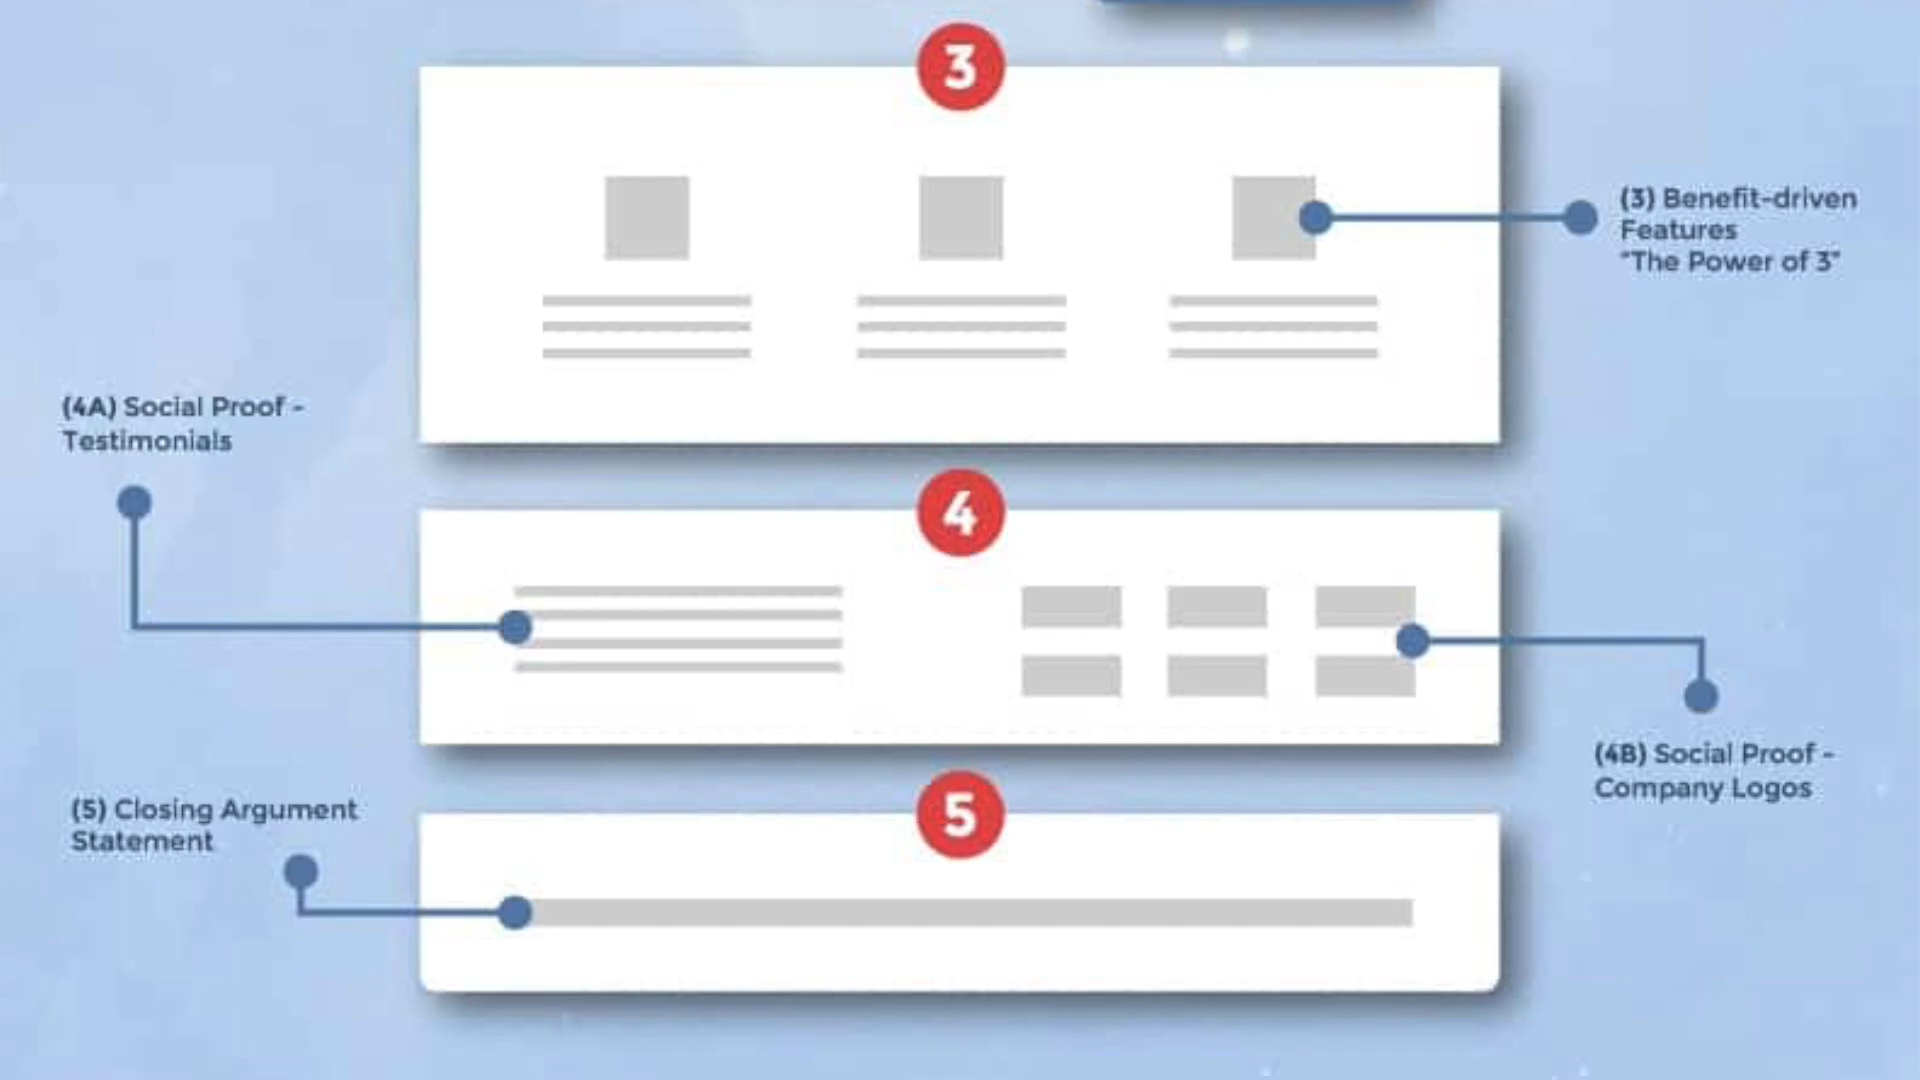 3
(3) Benefit-driven
Features
"The Power of 3"
(4A) Social Proof -
Testimonials
4
(4B) Social Proof -
Company Logos
(5) Closing Argument
Statement
5